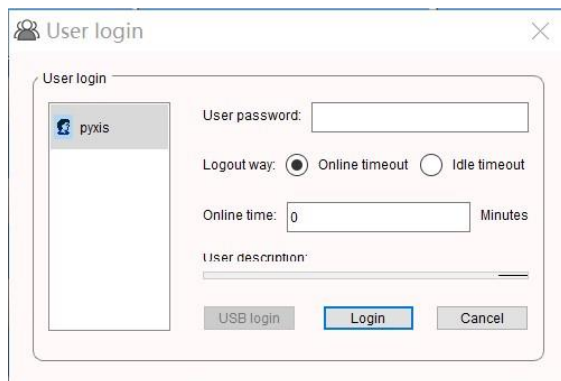 User login
User login
pyxis
User password:
Logout way: Online timeout Idle timeout
Online time: 0 Minutes
User description:
USB login Login Cancel